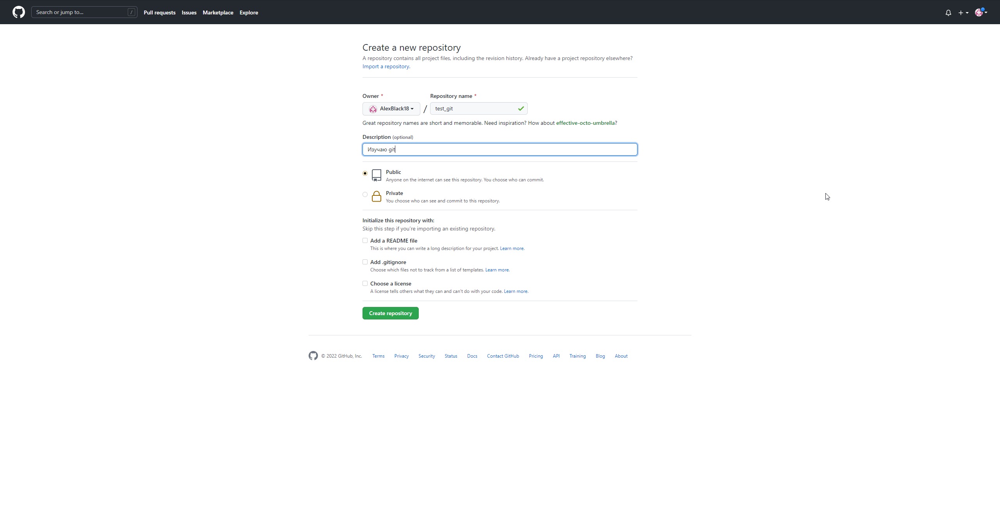 Search or jump to... /
Pull requests Issues Marketplace Explore
Create a new repository
A repository contains all project files, including the revision history. Already have a project repository elsewhere?
Import a repository.
Owner * Repository name *
AlexBlack18 / test_git
Great repository names are short and memorable. Need inspiration? How about effective-octo-umbrella?
Description (optional)
Изучаю git
Public
Anyone on the internet can see this repository. You choose who can commit.
Private
You choose who can see and commit to this repository.
Initialize this repository with:
Skip this step if you’re importing an existing repository.
Add a README file
This is where you can write a long description for your project. Learn more.
Add .gitignore
Choose which files not to track from a list of templates. Learn more.
Choose a license
A license tells others what they can and can't do with your code. Learn more.
Create repository
© 2022 GitHub, Inc. Terms Privacy Security Status Docs Contact GitHub Pricing API Training Blog About